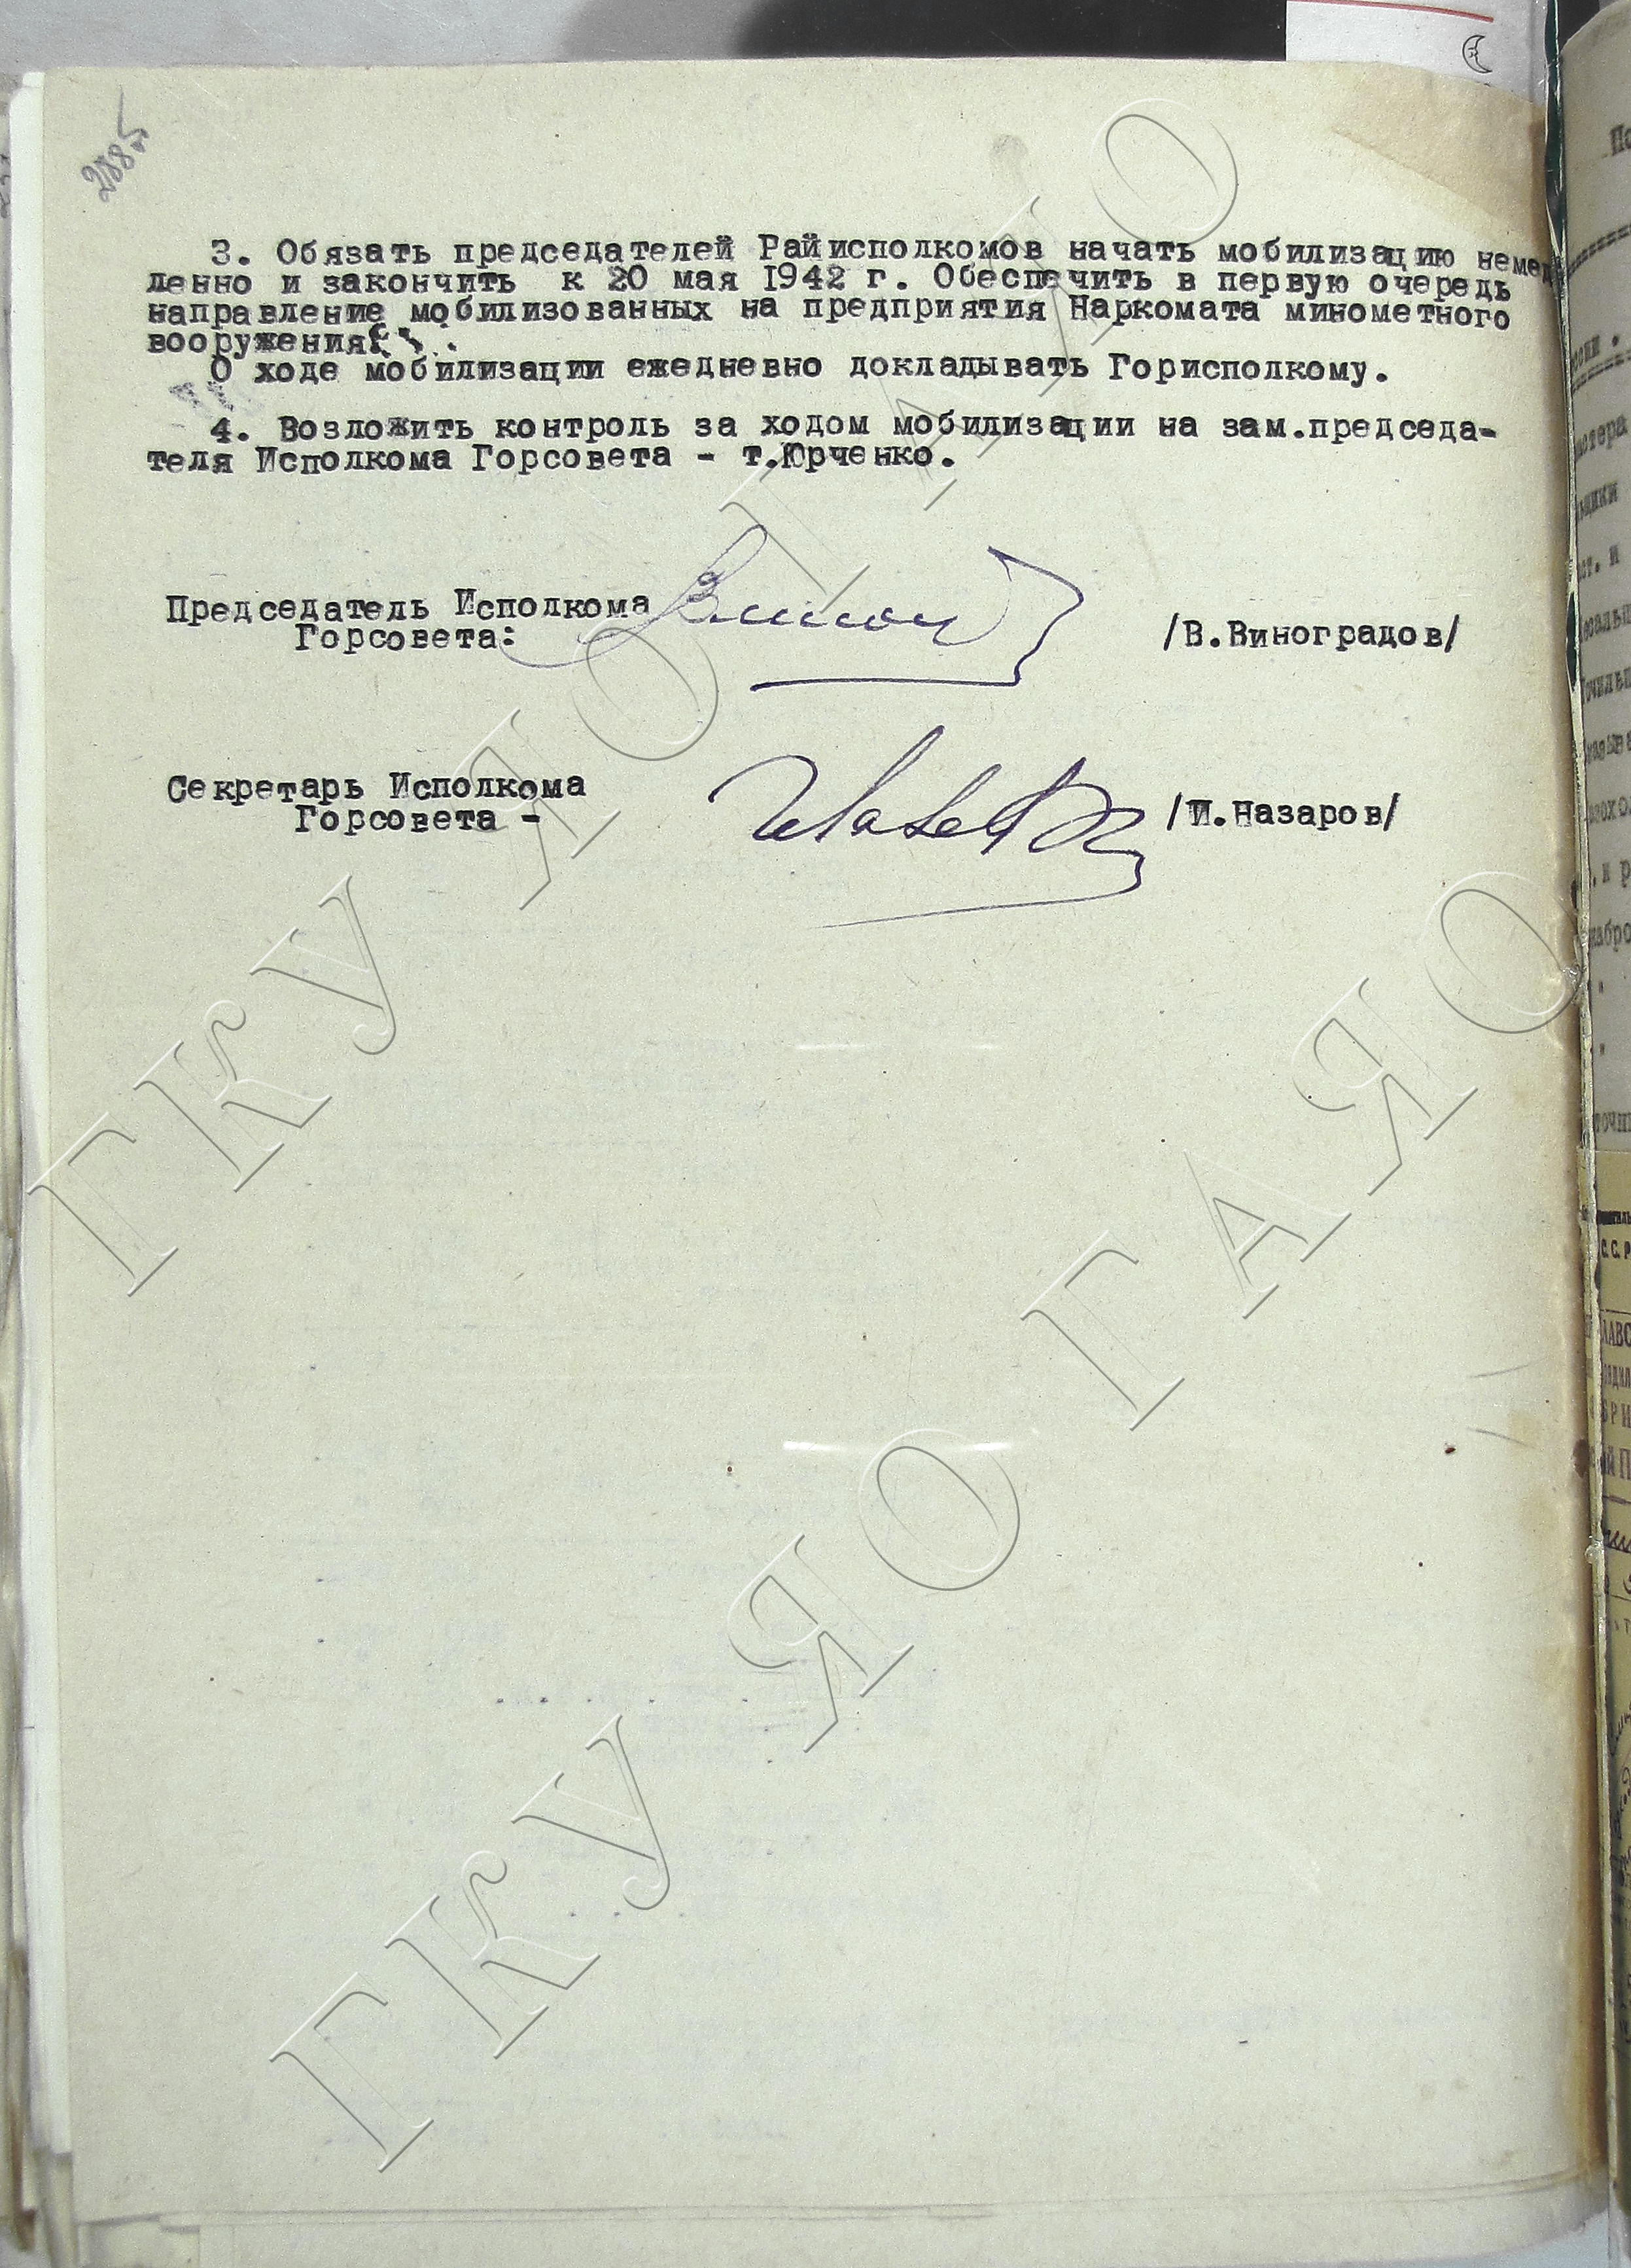 3. Обязать председателей Райисполкомов начать мобилизацию немед
ленно и закончить к 20 мая 1942 г. Обеспечить в первую очередь
направление мобилизованных на предприятия Наркомата минометного
вооружения.
О ходе мобилизации ежедневно докладывать Горисполкому.
4. Возложить контроль за ходом мобилизации на зам.председа-
теля Исполкома Горсовета - т.Юрченко.
Председатель Исполкома
Горсовета:
/В.Виноградов/
Секретарь Исполкома
Горсовета -
/И.Назаров/
ГКУ ЯО ГАЯО
ГКУ ЯО ГАЯО